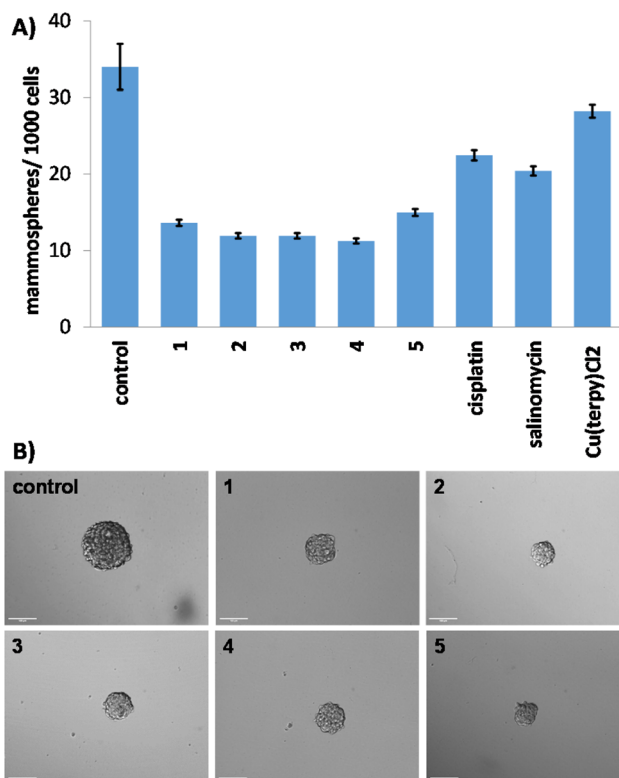 A)
mammospheres/ 1000 cells
40
30
20
10
0
control
1
2
3
4
5
cisplatin
salinomycin
Cu(terpy)Cl2
B)
control
1
2
3
4
5